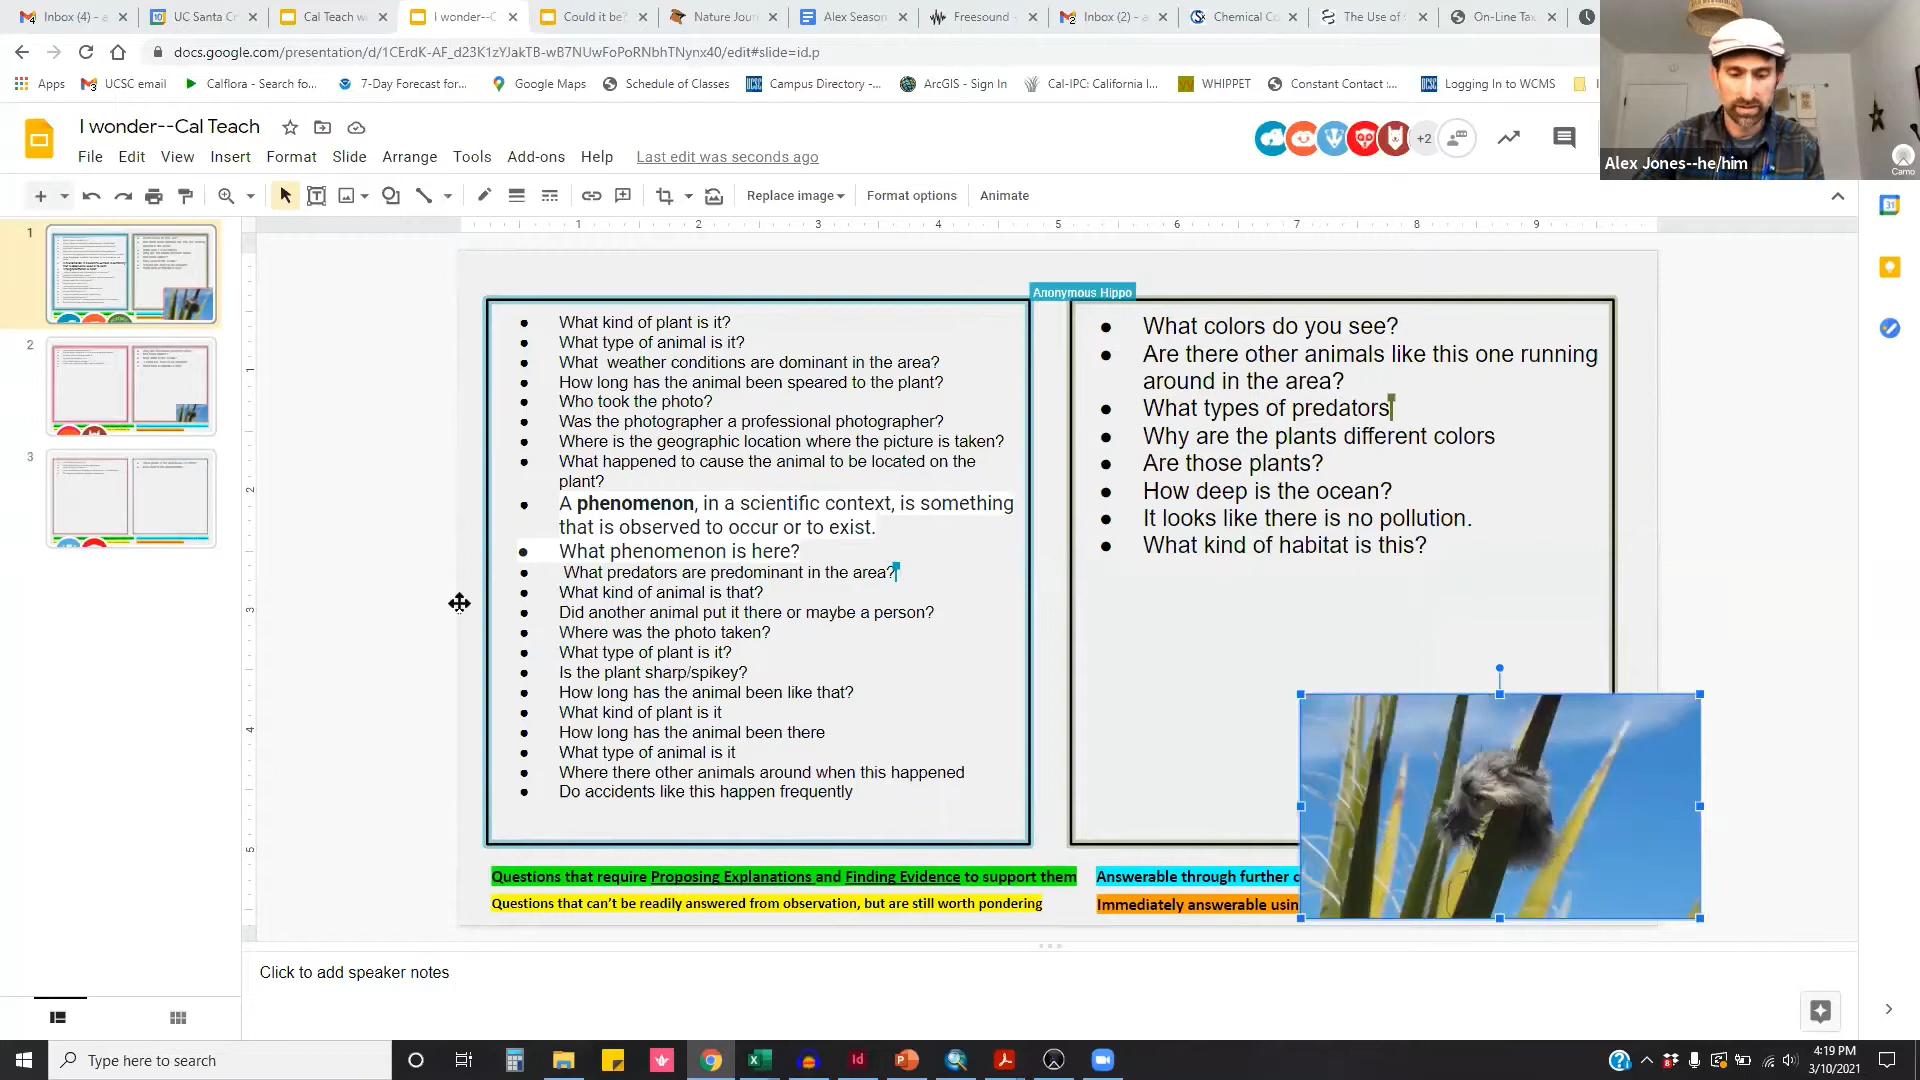 Inbox (4) - a
UC Santa Cr
Cal Teach w
I wonder--C
Could it be?
Nature Jour
Alex Season
Freesound -
Inbox (2) - a
Chemical Co
The Use of
On-Line Tax
docs.google.com/presentation/d/1CErdK-AF_d23K1zYJakTB-wB7NUwFoPoRNbhTNynx40/edit#slide=id.p
Apps
UCSC email
Calflora - Search fo...
7-Day Forecast for...
Google Maps
Schedule of Classes
Campus Directory -...
ArcGIS - Sign In
Cal-IPC: California I...
WHIPPET
Constant Contact :...
Logging In to WCMS
I wonder--Cal Teach
File Edit View Insert Format Slide Arrange Tools Add-ons Help Last edit was seconds ago
+2
Alex Jones--he/him
Camo
Replace image
Format options
Animate
1 2 3 4 5 6 7 8 9
1
2
3
1
2
3
4
5
Anonymous Hippo
● What kind of plant is it?
● What type of animal is it?
● What weather conditions are dominant in the area?
● How long has the animal been speared to the plant?
● Who took the photo?
● Was the photographer a professional photographer?
● Where is the geographic location where the picture is taken?
● What happened to cause the animal to be located on the
plant?
● A phenomenon, in a scientific context, is something
that is observed to occur or to exist.
● What phenomenon is here?
● What predators are predominant in the area?
● What kind of animal is that?
● Did another animal put it there or maybe a person?
● Where was the photo taken?
● What type of plant is it?
● Is the plant sharp/spikey?
● How long has the animal been like that?
● What kind of plant is it
● How long has the animal been there
● What type of animal is it
● Where there other animals around when this happened
● Do accidents like this happen frequently
● What colors do you see?
● Are there other animals like this one running
around in the area?
● What types of predators
● Why are the plants different colors
● Are those plants?
● How deep is the ocean?
● It looks like there is no pollution.
● What kind of habitat is this?
Questions that require Proposing Explanations and Finding Evidence to support them
Questions that can't be readily answered from observation, but are still worth pondering
Answerable through further c
Immediately answerable usin
Click to add speaker notes
Type here to search
4:19 PM
3/10/2021